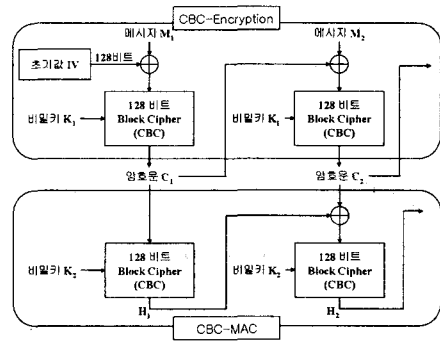 CBC-Encryption
메시지 M₁
메시지 M₂
초기값 IV
128비트
128 비트
Block Cipher
(CBC)
128 비트
Block Cipher
(CBC)
비밀키 K₁
비밀키 K₁
암호문 C₁
암호문 C₂
128 비트
Block Cipher
(CBC)
128 비트
Block Cipher
(CBC)
비밀키 K₂
비밀키 K₂
H₁
H₂
CBC-MAC